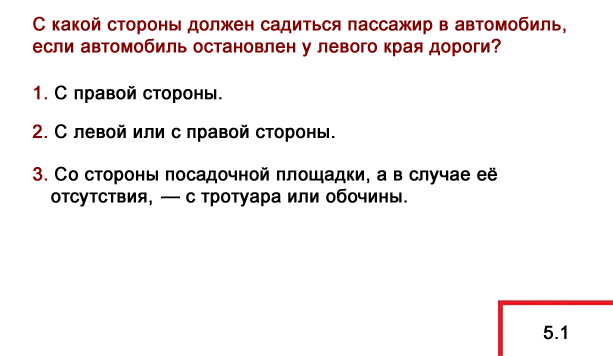 С какой стороны должен садиться пассажир в автомобиль,
если автомобиль остановлен у левого края дороги?
1. С правой стороны.
2. С левой или с правой стороны.
3. Со стороны посадочной площадки, а в случае её
отсутствия, — с тротуара или обочины.
5.1